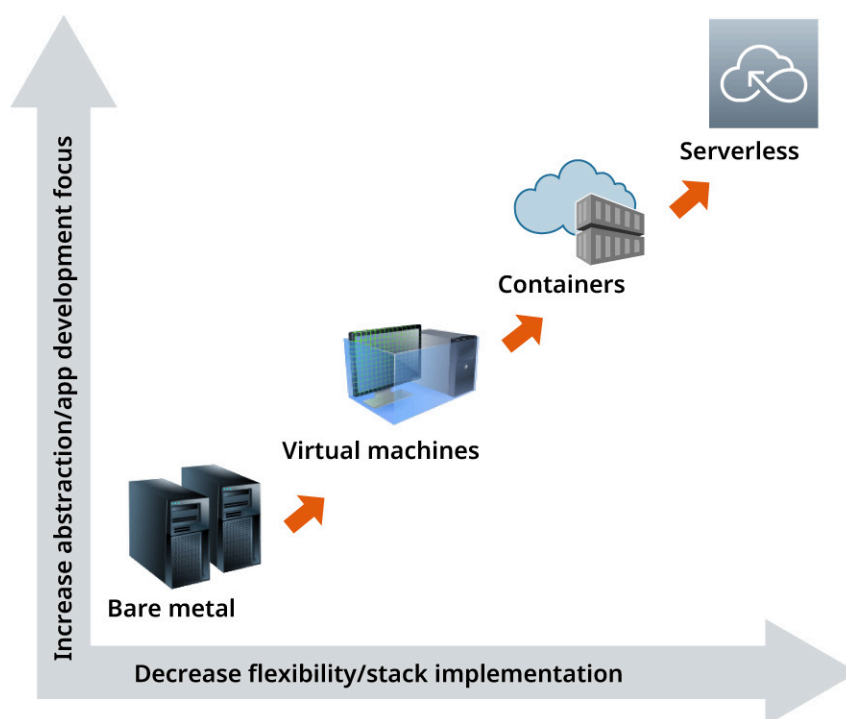 Increase abstraction/app development focus
Serverless
Containers
Virtual machines
Bare metal
Decrease flexibility/stack implementation